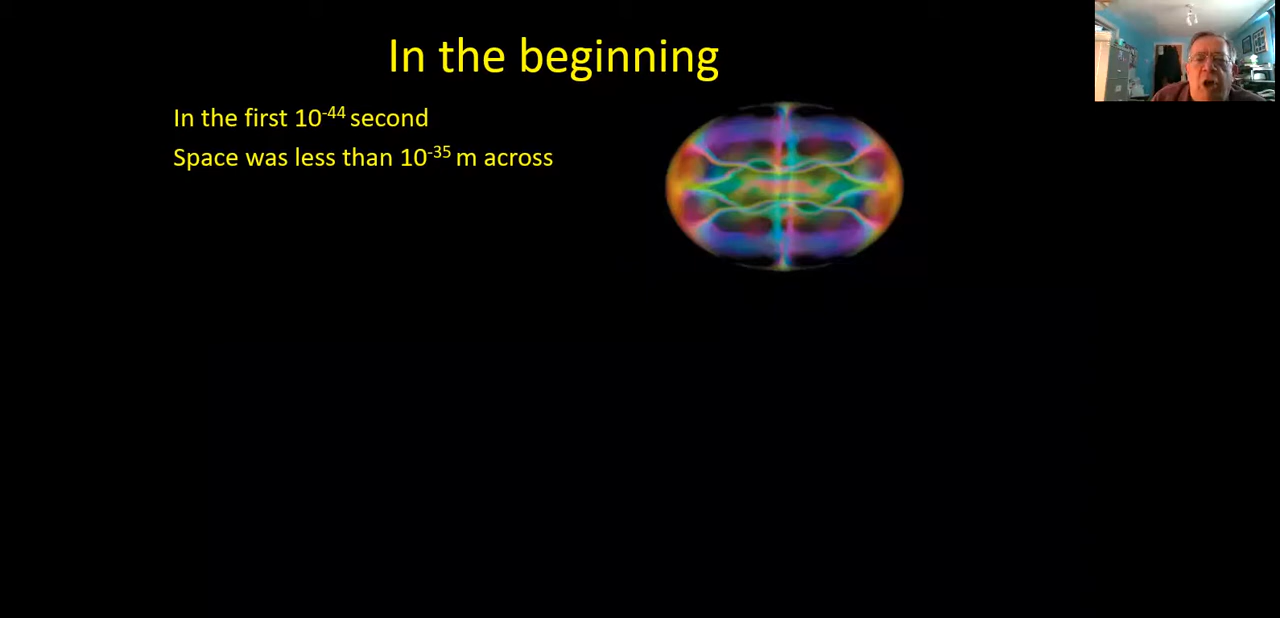 In the beginning
In the first 10⁻⁴⁴ second
Space was less than 10⁻³⁵ m across